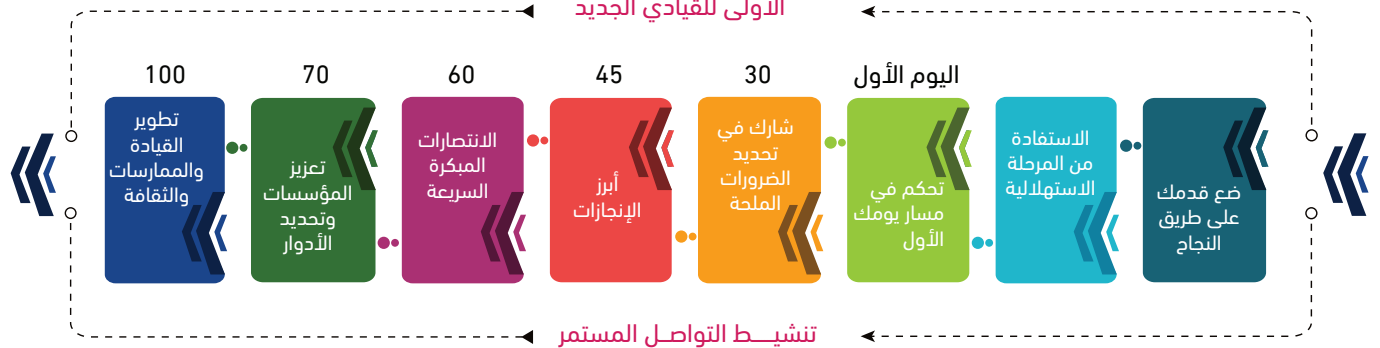 الأولى للقيادي الجديد
ضع قدمك
على طريق
النجاح
الاستفادة
من المرحلة
الاستهلالية
اليوم الأول
تحكم في
مسار يومك
الأول
30
شارك في
تحديد
الضرورات
الملحة
45
أبرز
الإنجازات
60
الانتصارات
المبكرة
السريعة
70
تعزيز
المؤسسات
وتحديد
الأدوار
100
تطوير
القيادة
والممارسات
والثقافة
تنشيــط التواصــل المستمر